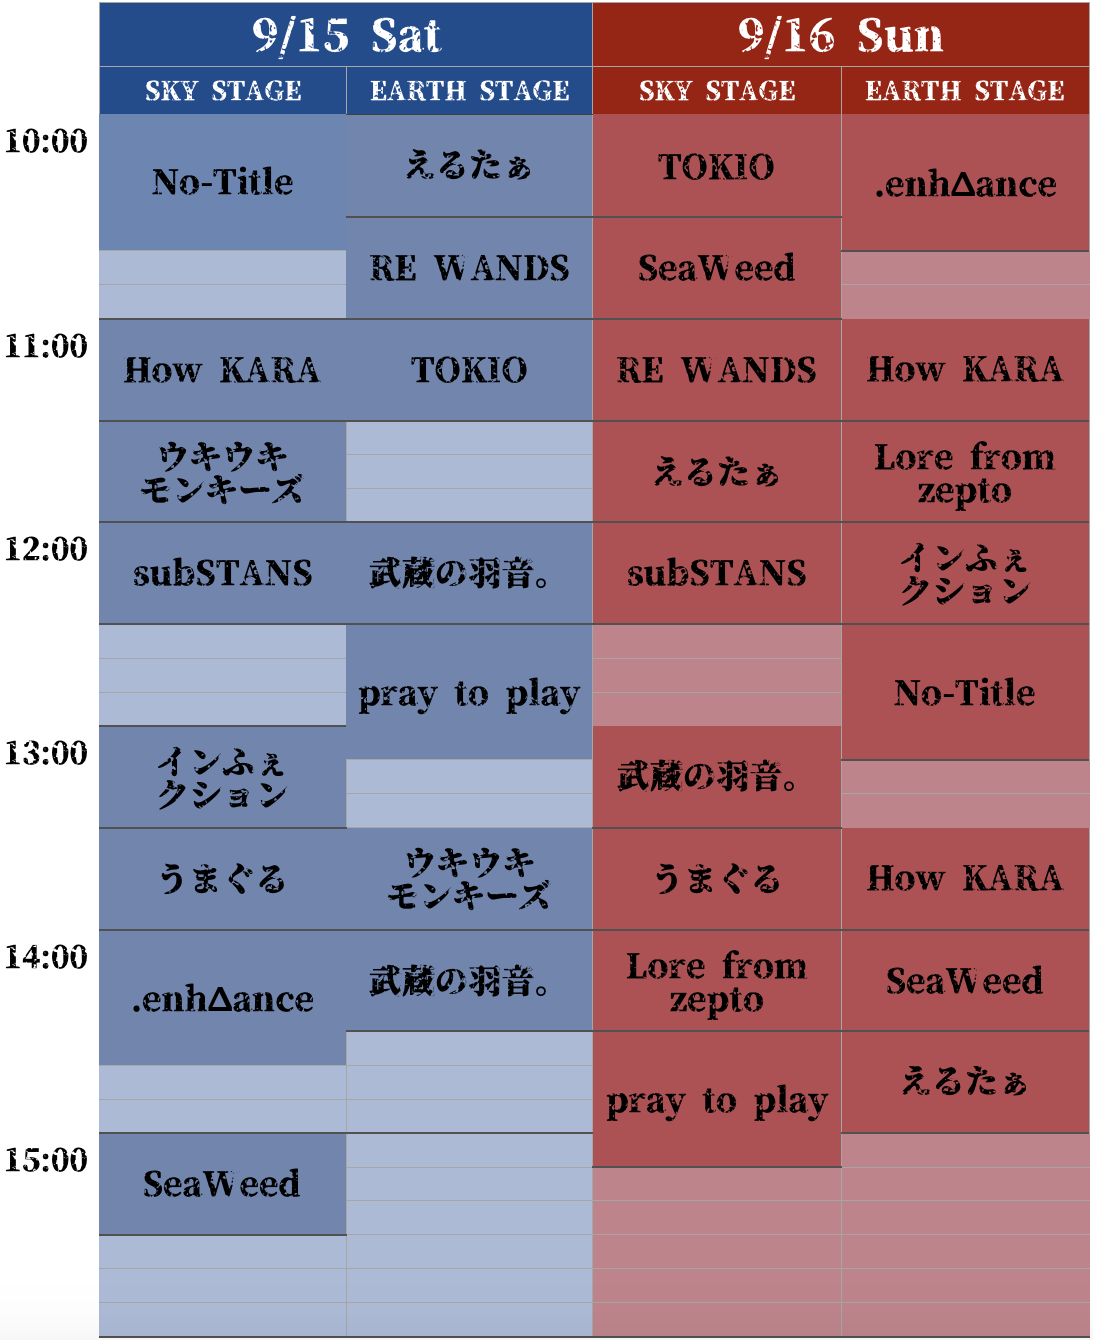 9/15 Sat
9/16 Sun
SKY STAGE
EARTH STAGE
SKY STAGE
EARTH STAGE
10:00
No-Title
えるたぁ
TOKIO
.enhΔance
RE WANDS
SeaWeed
11:00
How KARA
TOKIO
RE WANDS
How KARA
ウキウキ
モンキーズ
えるたぁ
Lore from
zepto
12:00
subSTANS
武蔵の羽音。
subSTANS
インふぇ
クション
pray to play
No-Title
13:00
インふぇ
クション
武蔵の羽音。
うまぐる
ウキウキ
モンキーズ
うまぐる
How KARA
14:00
.enhΔance
武蔵の羽音。
Lore from
zepto
SeaWeed
pray to play
えるたぁ
15:00
SeaWeed